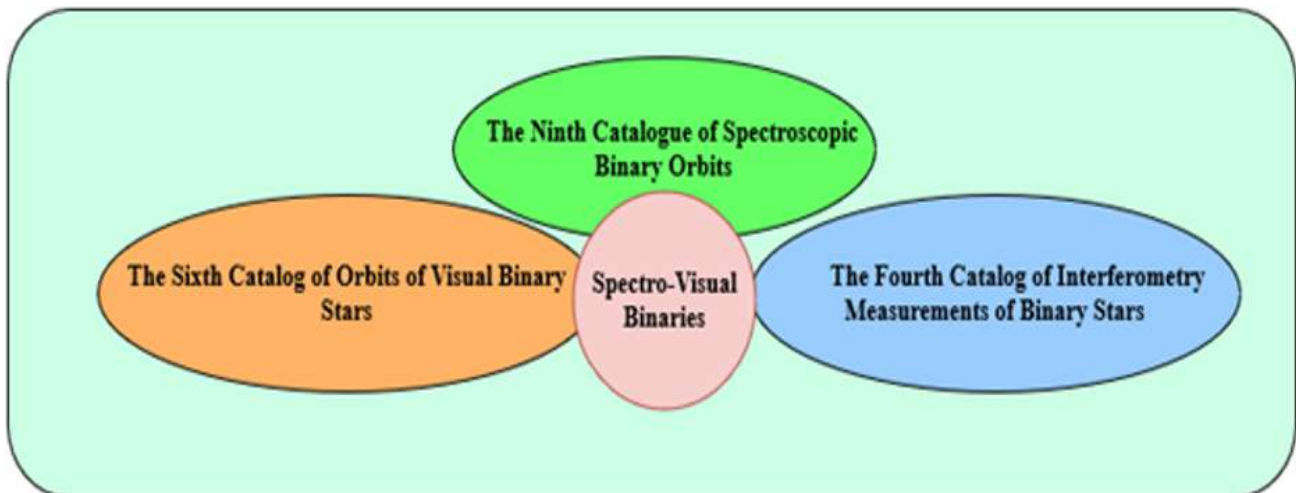 The Ninth Catalogue of Spectroscopic
Binary Orbits
The Sixth Catalog of Orbits of Visual Binary
Stars
Spectro-Visual
Binaries
The Fourth Catalog of Interferometry
Measurements of Binary Stars